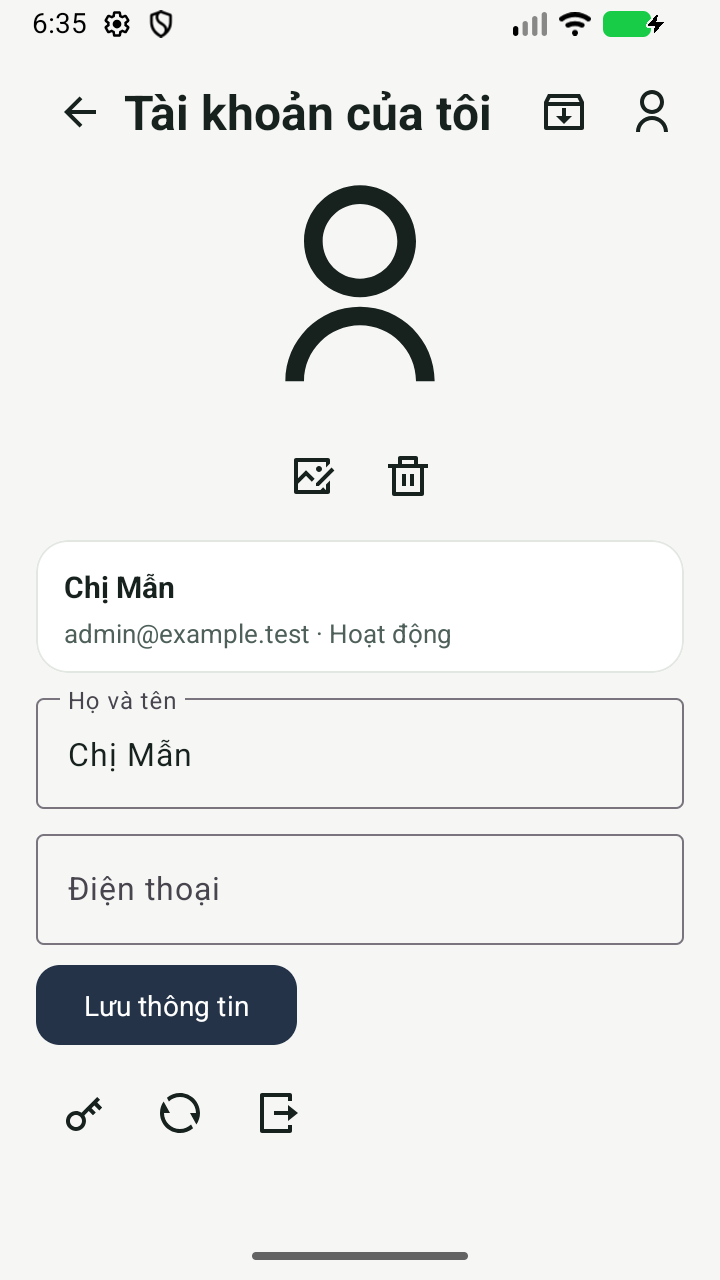 6:35
Tài khoản của tôi
Chị Mẫn
admin@example.test · Hoạt động
Họ và tên
Chị Mẫn
Điện thoại
Lưu thông tin